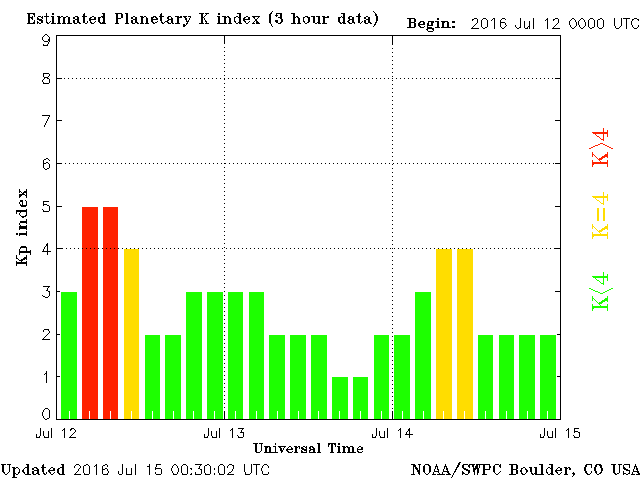 Estimated Planetary K index (3 hour data) Begin: 2016 Jul 12 0000 UTC
9
8
7
6
5
4
3
2
1
0
Kp index
K>4
K=4
K<4
Jul 12 Jul 13 Jul 14 Jul 15
Universal Time
Updated 2016 Jul 15 00:30:02 UTC NOAA/SWPC Boulder, CO USA